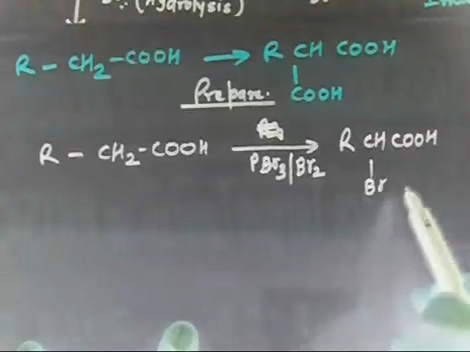 (Hydrolysis)
R - CH2-COOH → R CH COOH
COOH
Prepare.
R - CH2-COOH → R CH COOH
PBr3/Br2
Br